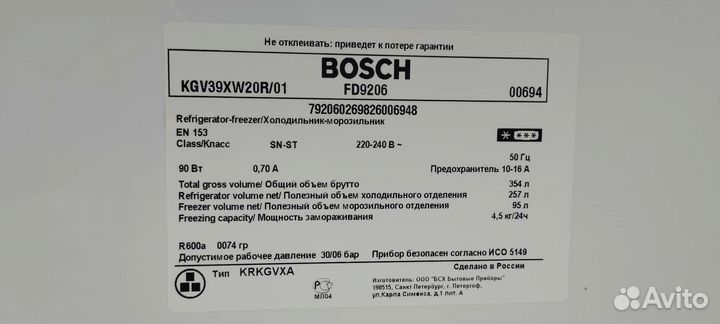 Не отклеивать: приведет к потере гарантии
BOSCH
KGV39XW20R/01 FD9206 00694
792060269826006948
Refrigerator-freezer/Холодильник-морозильник
EN 153
Class/Класс SN-ST 220-240 В ~
50 Гц
90 Вт 0,70 А Предохранитель 10-16 А
Total gross volume/ Общий объем брутто 354 л
Refrigerator volume net/ Полезный объем холодильного отделения 257 л
Freezer volume net/ Полезный объем морозильного отделения 95 л
Freezing capacity/ Мощность замораживания 4,5 кг/24ч
R600a 0074 гр
Допустимое рабочее давление 30/06 бар Прибор безопасен согласно ИСО 5149
Сделано в России
Тип KRKGVXA
Изготовитель: ООО "БСХ Бытовые Приборы"
198515, Санкт-Петербург, г. Петергоф,
ул.Карла Сименса, д.1 лит. А
МЛ04
Avito